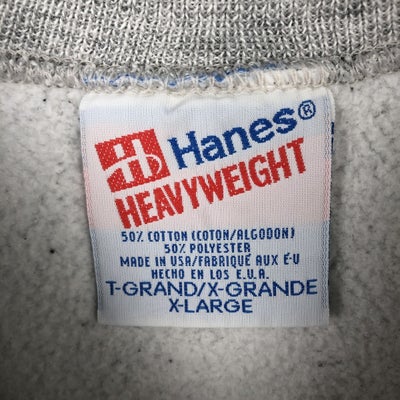 Hanes®
HEAVYWEIGHT
50% COTTON (COTON/ALGODON)
50% POLYESTER
MADE IN USA/FABRIQUÉ AUX É-U
HECHO EN LOS E.U.A.
T-GRAND/X-GRANDE
X-LARGE